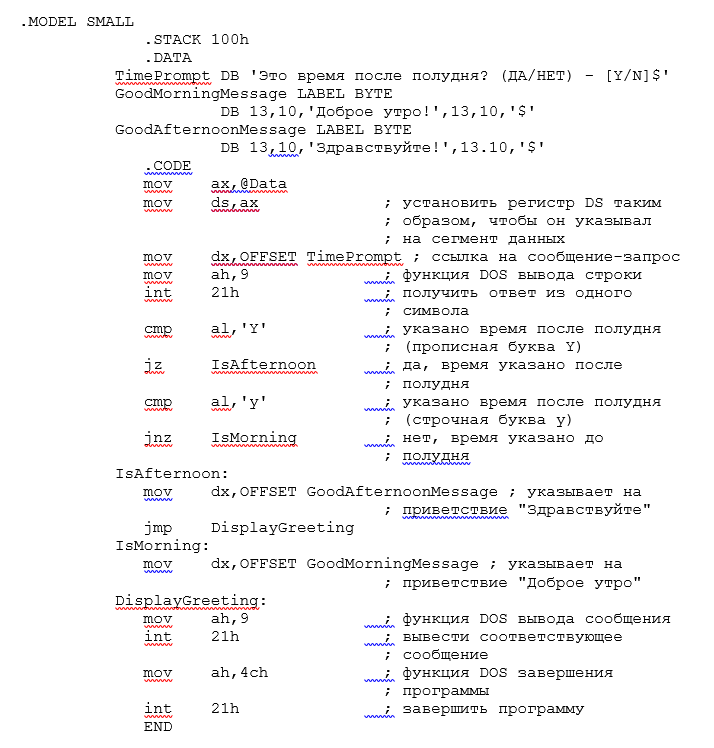 .MODEL SMALL
.STACK 100h
.DATA
TimePrompt DB 'Это время после полудня? (ДА/НЕТ) - [Y/N]$'
GoodMorningMessage LABEL BYTE
DB 13,10,'Доброе утро!',13,10,'$'
GoodAfternoonMessage LABEL BYTE
DB 13,10,'Здравствуйте!',13.10,'$'
.CODE
mov ax,@Data
mov ds,ax ; установить регистр DS таким
; образом, чтобы он указывал
; на сегмент данных
mov dx,OFFSET TimePrompt ; ссылка на сообщение-запрос
mov ah,9 ; функция DOS вывода строки
int 21h ; получить ответ из одного
; символа
cmp al,'Y' ; указано время после полудня
; (прописная буква Y)
jz IsAfternoon ; да, время указано после
; полудня
cmp al,'y' ; указано время после полудня
; (строчная буква y)
jnz IsMorning ; нет, время указано до
; полудня
IsAfternoon:
mov dx,OFFSET GoodAfternoonMessage ; указывает на
; приветствие "Здравствуйте"
jmp DisplayGreeting
IsMorning:
mov dx,OFFSET GoodMorningMessage ; указывает на
; приветствие "Доброе утро"
DisplayGreeting:
mov ah,9 ; функция DOS вывода сообщения
int 21h ; вывести соответствующее
; сообщение
mov ah,4ch ; функция DOS завершения
; программы
int 21h ; завершить программу
END